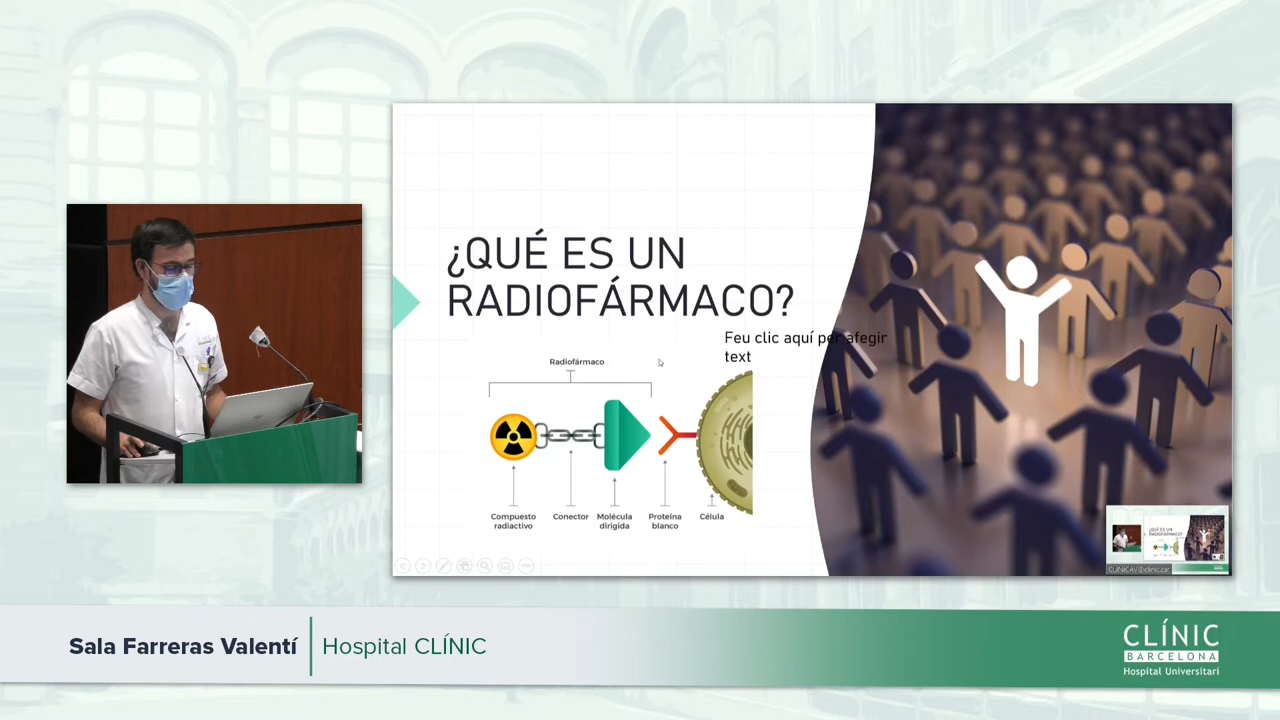 ¿QUÉ ES UN
RADIOFÁRMACO?
Feu clic aquí per afegir
text
Radiofármaco
Compuesto
radiactivo
Conector
Molécula
dirigida
Proteína
blanco
Célula
Sala Farreras Valentí
Hospital CLÍNIC
CLÍNIC
BARCELONA
Hospital Universitari